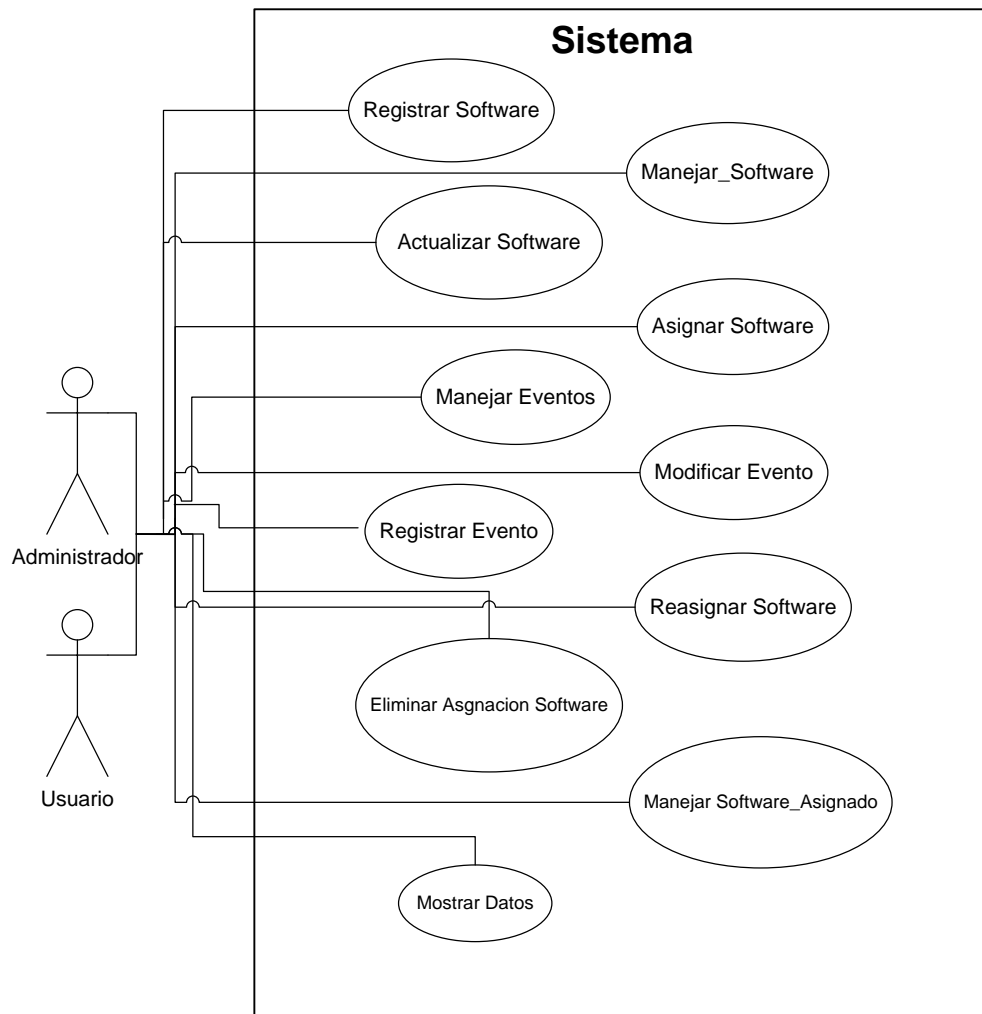 Sistema
Registrar Software
Manejar_Software
Actualizar Software
Asignar Software
Manejar Eventos
Modificar Evento
Registrar Evento
Administrador
Reasignar Software
Eliminar Asgnacion Software
Usuario
Manejar Software_Asignado
Mostrar Datos